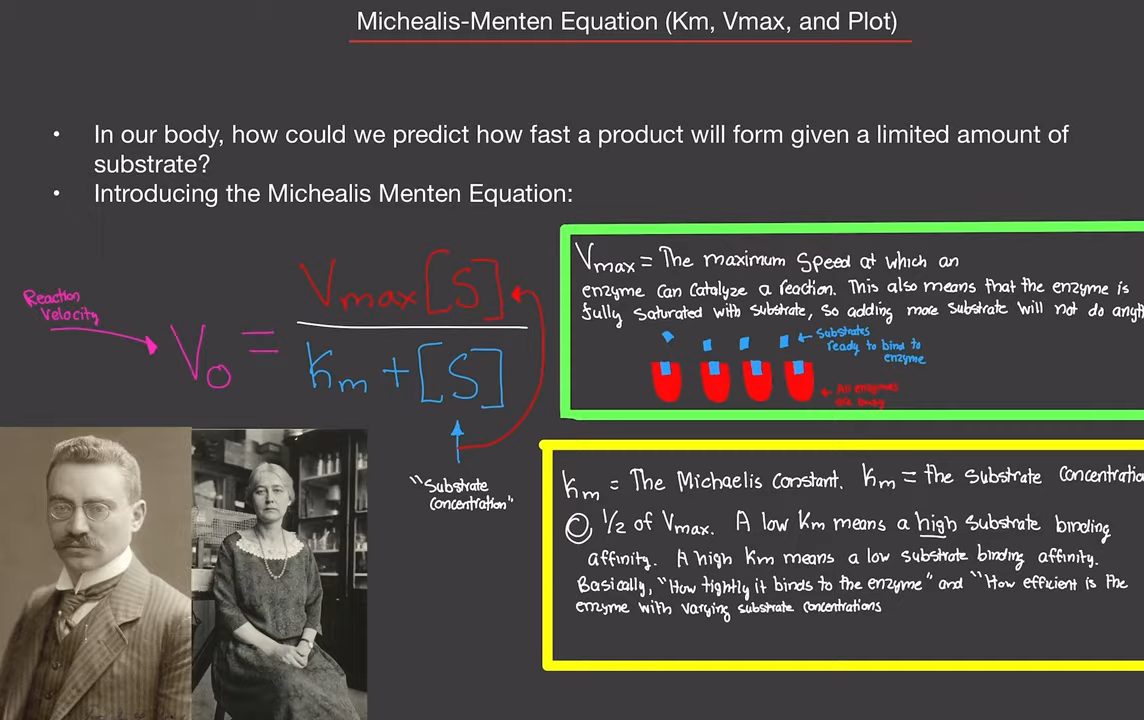 Michealis-Menten Equation (Km, Vmax, and Plot)
• In our body, how could we predict how fast a product will form given a limited amount of
substrate?
• Introducing the Michealis Menten Equation:
Reaction
Velocity
V₀ = Vmax[S]
Km + [S]
"Substrate
Concentration"
Vmax = The maximum speed at which an
enzyme can catalyze a reaction. This also means that the enzyme is
fully saturated with substrate, so adding more substrate will not do
Substrates
ready to bind to
enzyme
All enzymes
are busy
Km = The Michaelis Constant. Km = the substrate
@ 1/2 of Vmax. A low Km means a high substrate binding
affinity. A high Km means a low substrate binding affinity.
Basically, "How tightly it binds to the enzyme" and "How efficient is the
enzyme with varying substrate concentrations